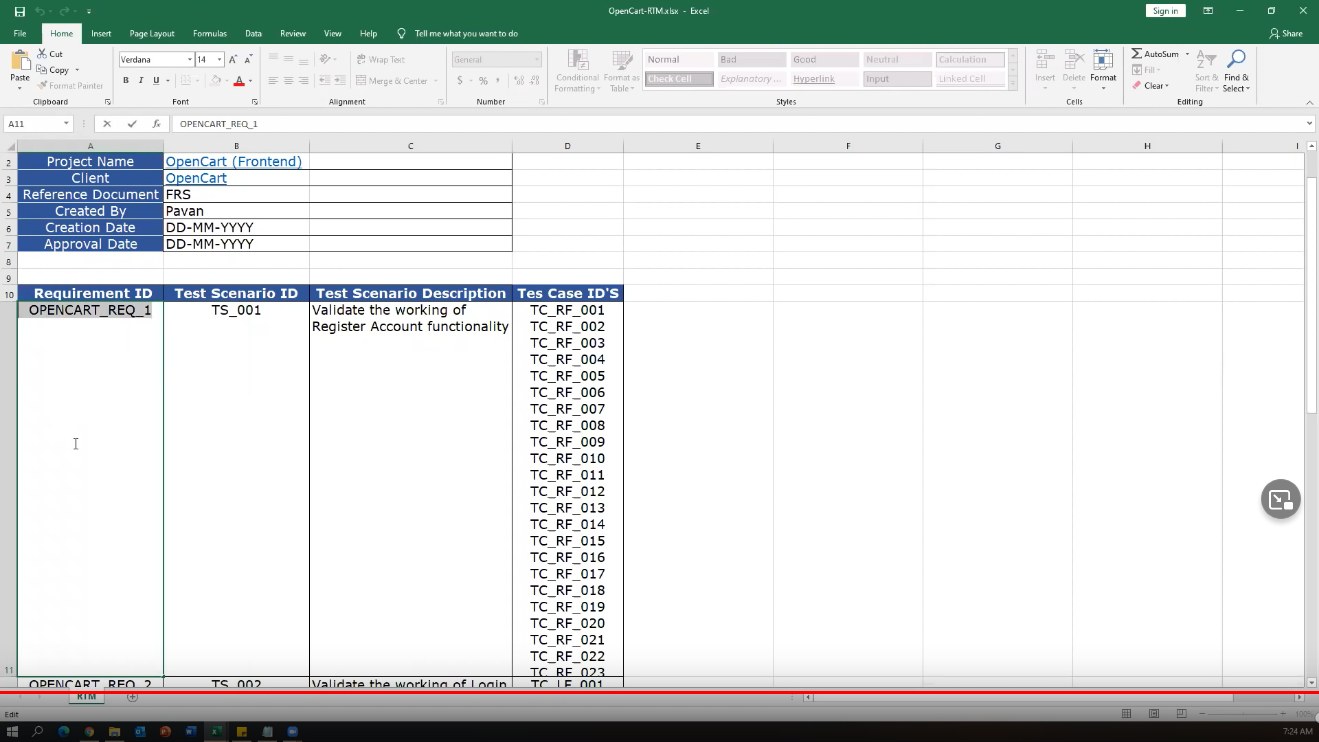 OpenCart-RTM.xlsx - Excel
Sign in
File Home Insert Page Layout Formulas Data Review View Help Tell me what you want to do Share
Paste
Cut
Copy
Format Painter
Clipboard
Verdana 14
B I U A
Font
Wrap Text
Merge & Center
Alignment
General
$ % ,
Number
Conditional Formatting
Format as Table
Normal Bad Good Neutral Calculation
Check Cell Explanatory ... Hyperlink Input Linked Cell
Styles
Insert Delete Format
Cells
AutoSum
Fill
Clear
Sort & Filter
Find & Select
Editing
A11 fx OPENCART_REQ_1
A B C D E F G H I
2 Project Name OpenCart (Frontend)
3 Client OpenCart
4 Reference Document FRS
5 Created By Pavan
6 Creation Date DD-MM-YYYY
7 Approval Date DD-MM-YYYY
8
9
10 Requirement ID Test Scenario ID Test Scenario Description Tes Case ID'S
OPENCART_REQ_1 TS_001 Validate the working of TC_RF_001
Register Account functionality TC_RF_002
TC_RF_003
TC_RF_004
TC_RF_005
TC_RF_006
TC_RF_007
TC_RF_008
TC_RF_009
TC_RF_010
TC_RF_011
TC_RF_012
TC_RF_013
TC_RF_014
TC_RF_015
TC_RF_016
TC_RF_017
TC_RF_018
TC_RF_019
TC_RF_020
TC_RF_021
TC_RF_022
11 TC_RF_023
OPENCART_REQ_2 TS_002 Validate the working of Login TC_LF_001
RTM
Edit 100%
7:24 AM